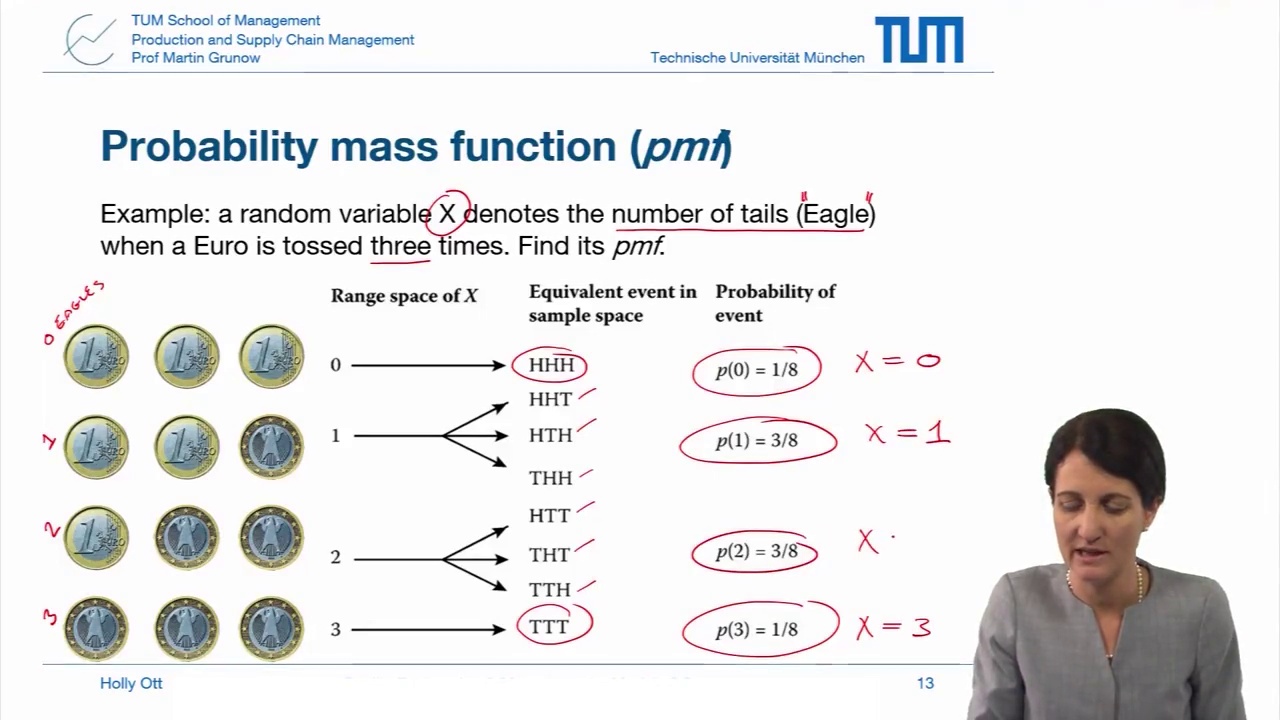 TUM School of Management
Production and Supply Chain Management
Prof Martin Grunow
Technische Universität München
TUM
Probability mass function (pmf)
Example: a random variable X denotes the number of tails ("Eagle")
when a Euro is tossed three times. Find its pmf.
0 EAGLES
1
2
3
Range space of X
Equivalent event in
sample space
Probability of
event
0
HHH
p(0) = 1/8
X = 0
HHT
1
HTH
p(1) = 3/8
X = 1
THH
HTT
2
THT
p(2) = 3/8
X
TTH
3
TTT
p(3) = 1/8
X = 3
Holly Ott
13